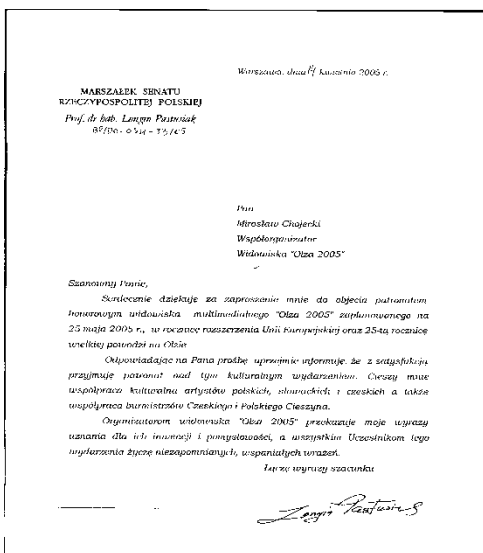 Warszawa, dnia 14 kwietnia 2005 r.
MARSZAŁEK SENATU
RZECZYPOSPOLITEJ POLSKIEJ
Prof. dr hab. Longin Pastusiak
Pan
Mirosław Chojecki
Współorganizator
Widowiska "Olza 2005"
Szanowny Panie,
Serdecznie dziękuję za zaproszenie mnie do objęcia patronatem
honorowym widowiska multimedialnego "Olza 2005" zaplanowanego na
25 maja 2005 r., w rocznicę rozszerzenia Unii Europejskiej oraz 25-tą rocznicę
wielkiej powodzi na Olzie.
Odpowiadając na Pana prośbę uprzejmie informuję, że z satysfakcją
przyjmuję patronat nad tym kulturalnym wydarzeniem. Cieszy mnie
współpraca kulturalna artystów polskich, słowackich i czeskich a także
współpraca burmistrzów Czeskiego i Polskiego Cieszyna.
Organizatorom widowiska "Olza 2005" przekazuję moje wyrazy
uznania dla ich inwencji i pomysłowości, a wszystkim Uczestnikom tego
wydarzenia życzę niezapomnianych, wspaniałych wrażeń.
Łączę wyrazy szacunku
Longin Pastusiak